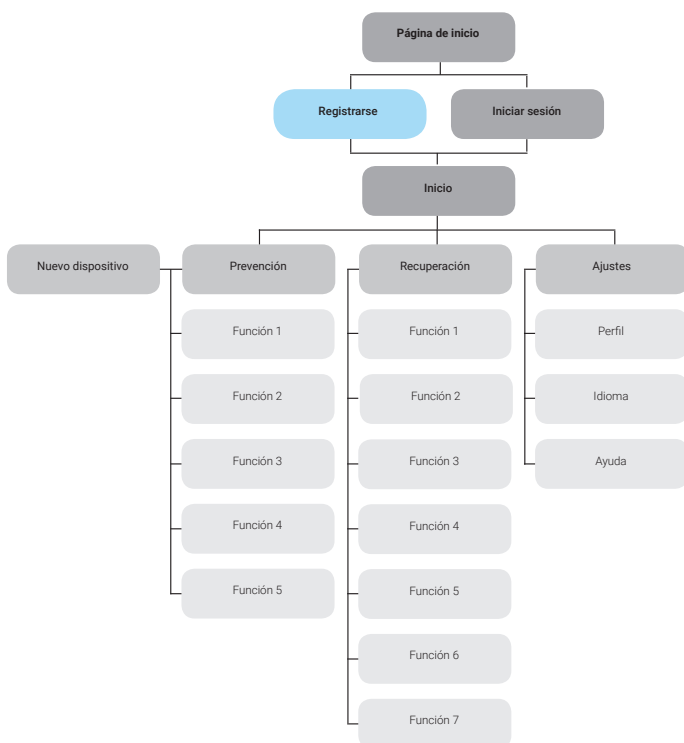 Página de inicio
Registrarse
Iniciar sesión
Inicio
Nuevo dispositivo
Prevención
Recuperación
Ajustes
Función 1
Función 1
Perfil
Función 2
Función 2
Idioma
Función 3
Función 3
Ayuda
Función 4
Función 4
Función 5
Función 5
Función 6
Función 7